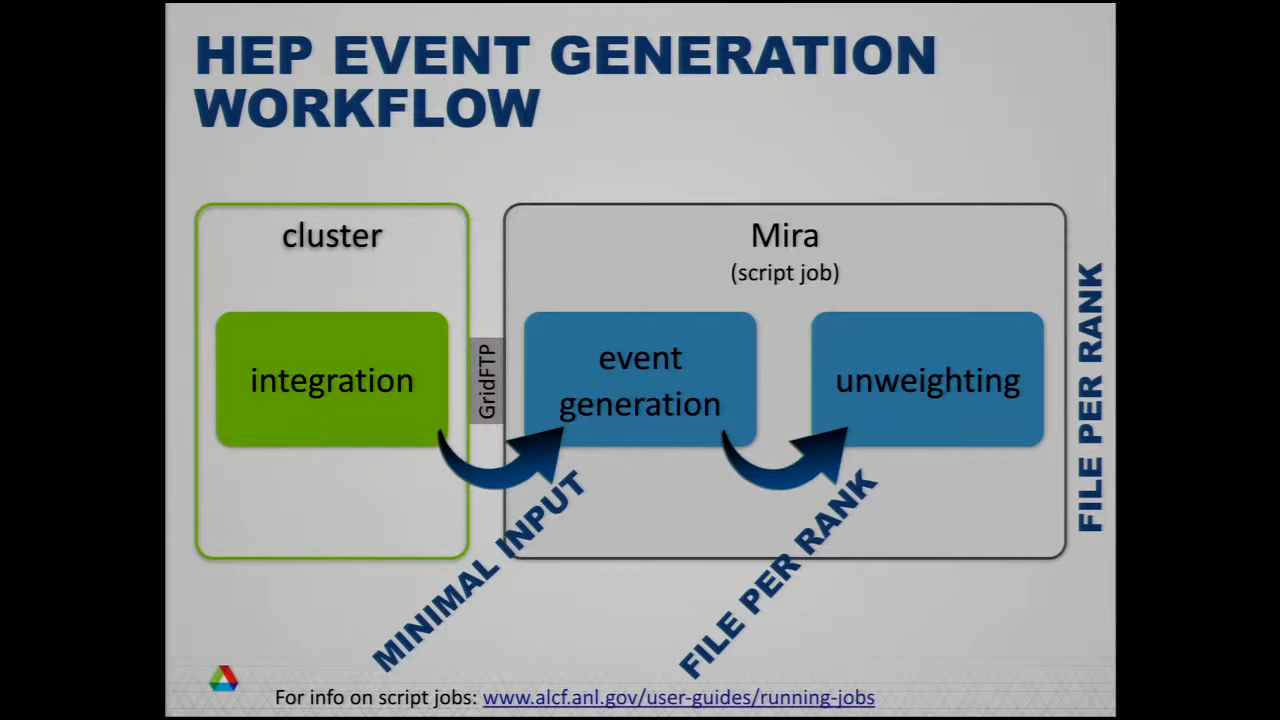 HEP EVENT GENERATION
WORKFLOW
cluster
integration
GridFTP
Mira
(script job)
event
generation
unweighting
MINIMAL INPUT
FILE PER RANK
FILE PER RANK
For info on script jobs: www.alcf.anl.gov/user-guides/running-jobs